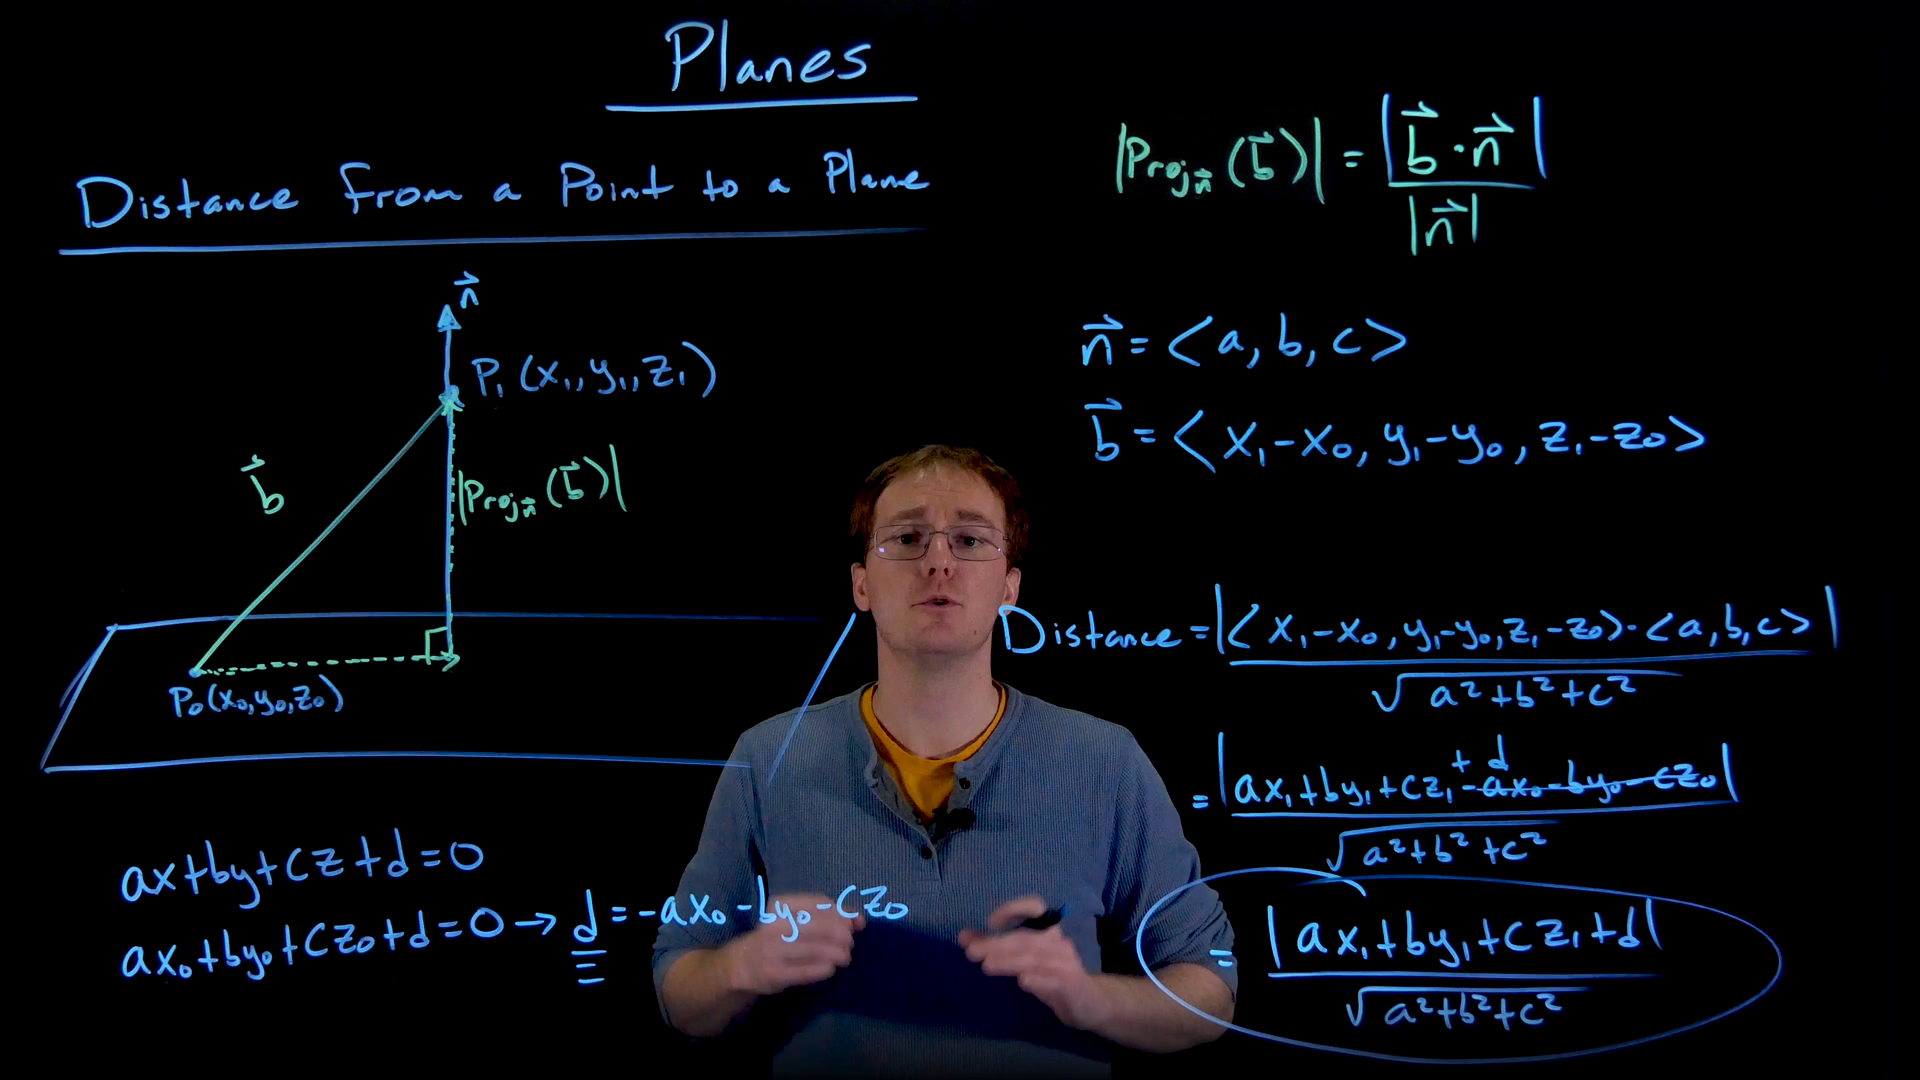 Planes
Distance from a Point to a Plane
n⃗
P₁(x₁,y₁,z₁)
b⃗
|Proj_n⃗(b⃗)|
P₀(x₀,y₀,z₀)
ax+by+cz+d=0
ax₀+by₀+cz₀+d=0 → d=-ax₀-by₀-cz₀
|Proj_n⃗(b⃗)| = |b⃗·n⃗| / |n⃗|
n⃗=<a,b,c>
b⃗=<x₁-x₀,y₁-y₀,z₁-z₀>
Distance=|<x₁-x₀,y₁-y₀,z₁-z₀>·<a,b,c>| / √a²+b²+c²
=|ax₁+by₁+cz₁-ax₀-by₀-cz₀ +d| / √a²+b²+c²
=|ax₁+by₁+cz₁+d| / √a²+b²+c²